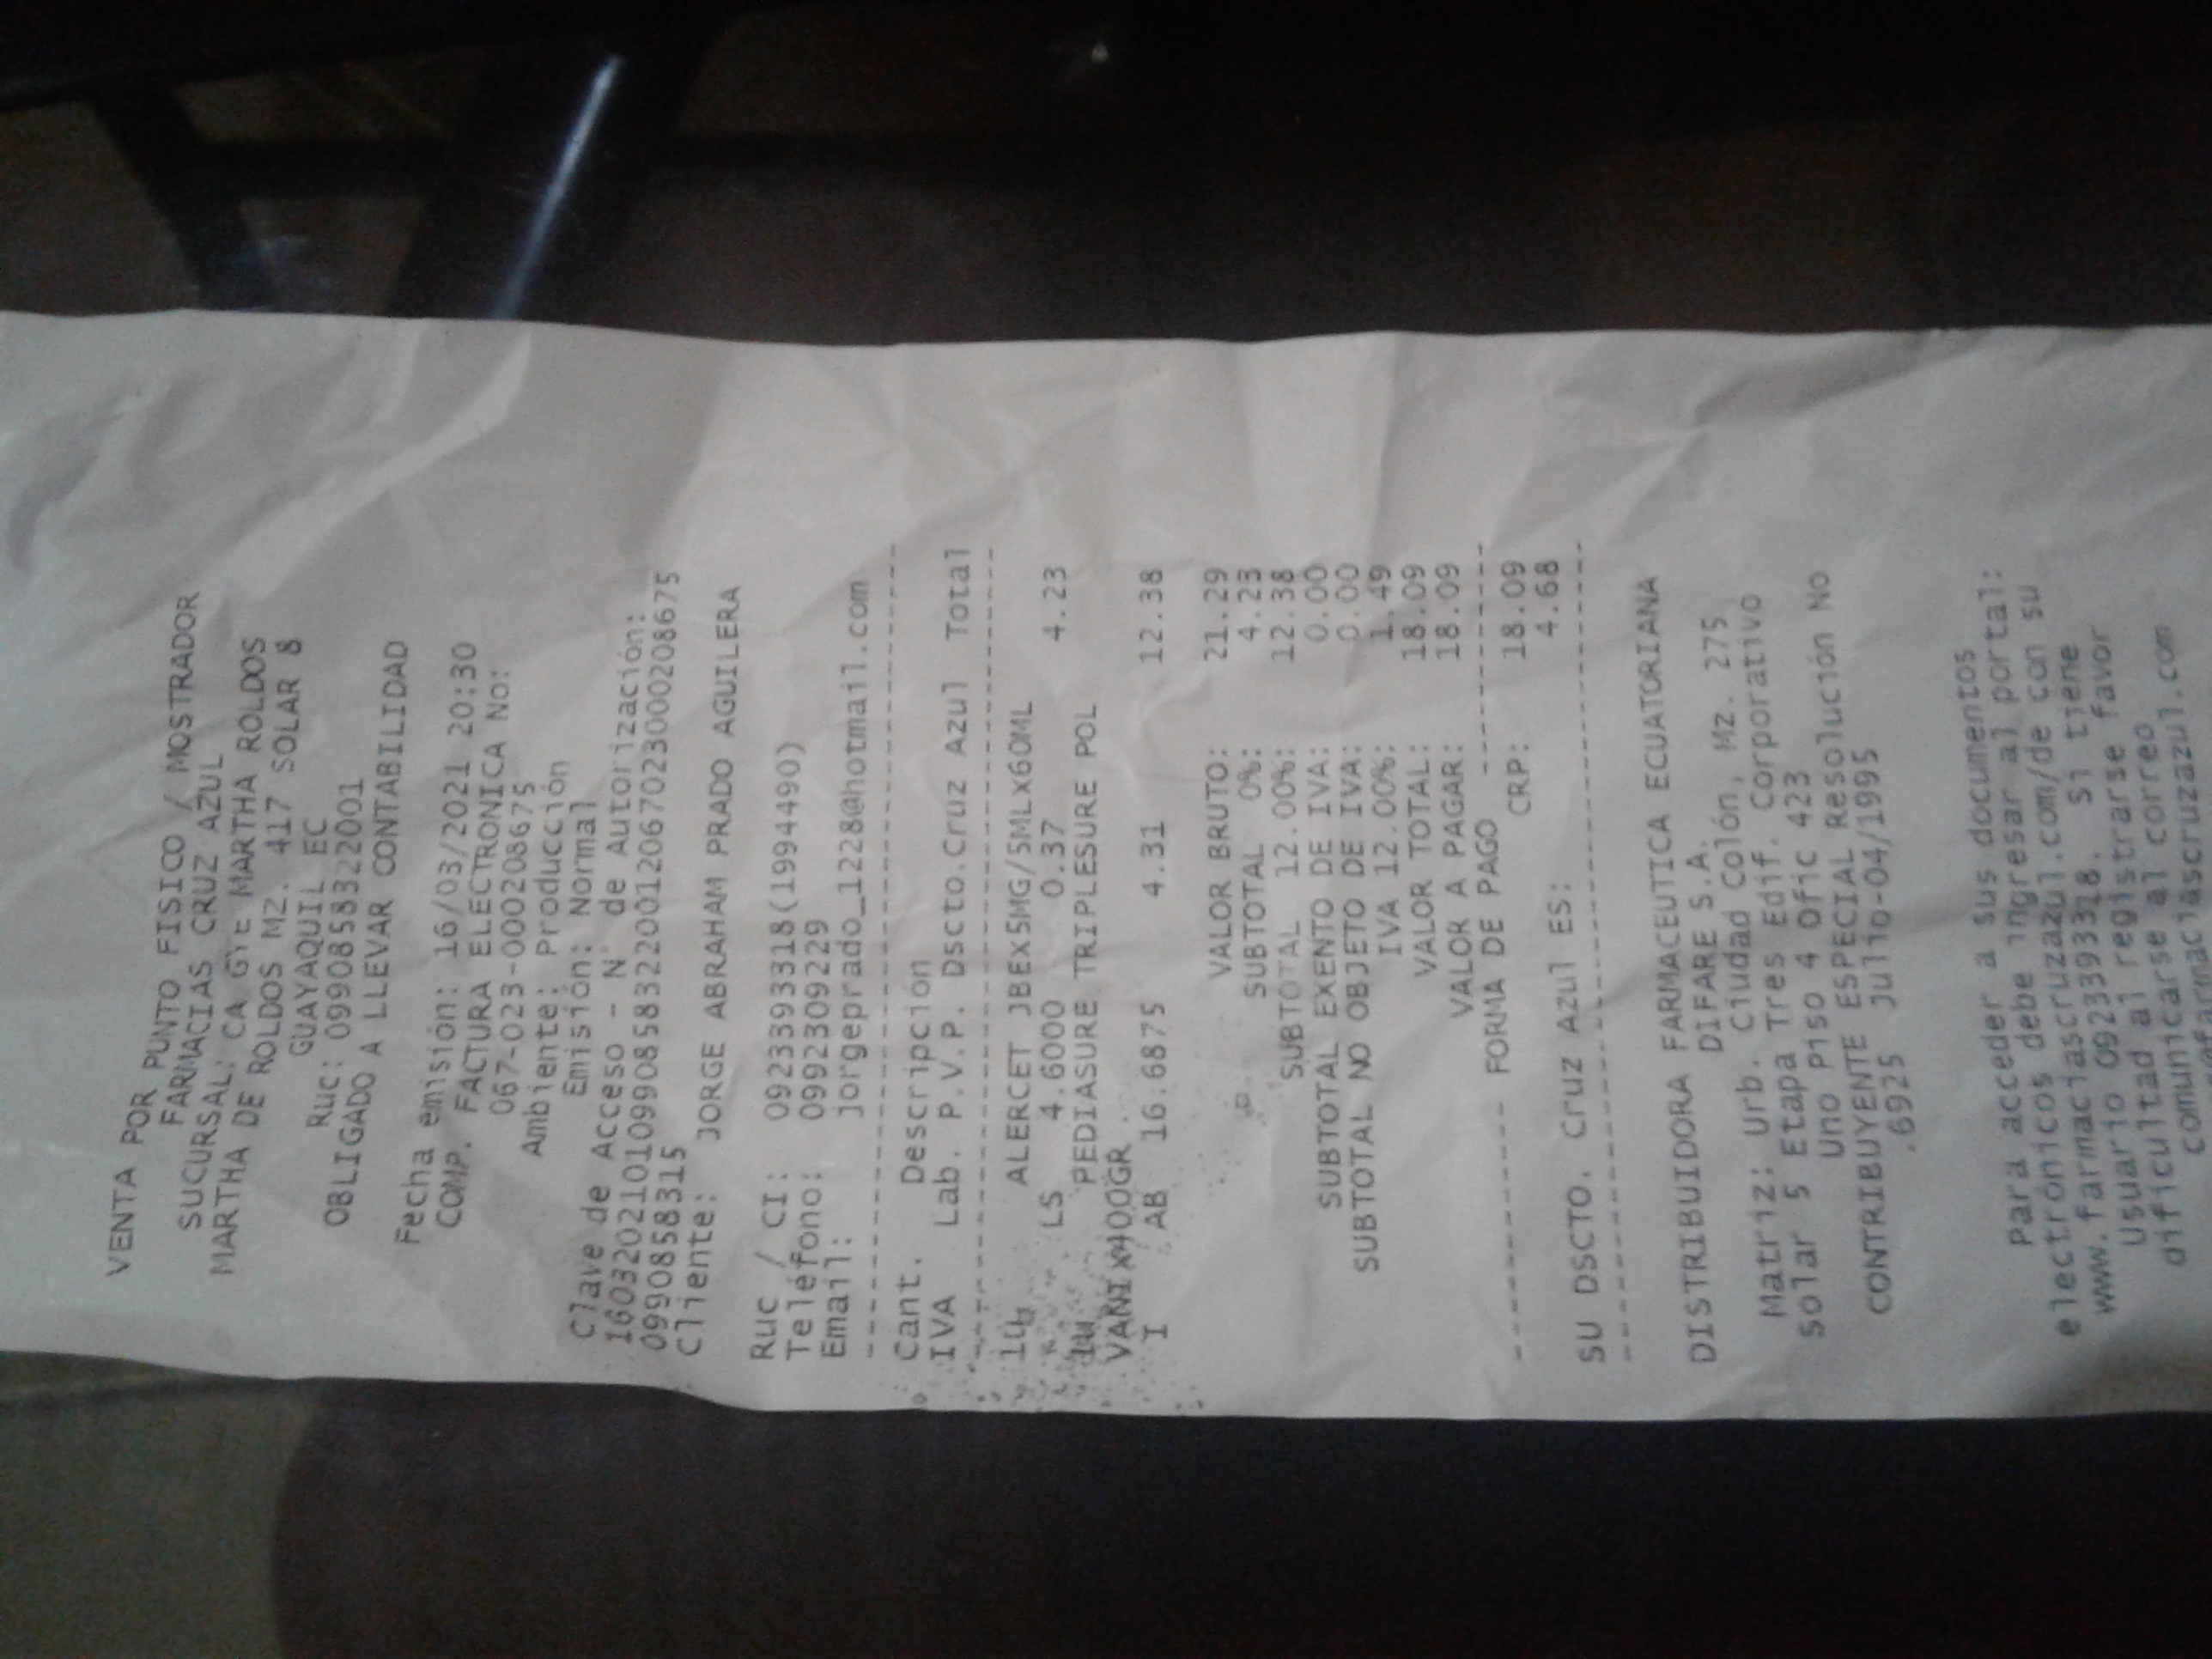 VENTA POR PUNTO FISICO / MOSTRADOR
FARMACIAS CRUZ AZUL
SUCURSAL: CA GYE MARTHA ROLDOS
MARTHA DE ROLDOS MZ. 417 SOLAR 8
GUAYAQUIL EC
Ruc: 0990858322001
OBLIGADO A LLEVAR CONTABILIDAD
Fecha emisión: 16/03/2021 20:30
COMP. FACTURA ELECTRONICA No:
067-023-000208675
Ambiente: Producción
Emisión: Normal
Clave de Acceso - N° de Autorización:
1603202101099085832200120670230002086750990858315
Cliente: JORGE ABRAHAM PRADO AGUILERA
Ruc / CI: 0923393318(1994490)
Teléfono: 0992309229
Email: jorgeprado_1228@hotmail.com
Cant. Descripción
IVA Lab. P.V.P. Dscto.Cruz Azul Total
ALERCET JBEx5MG/5MLx60ML
LS 4.6000 0.37 4.23
PEDIASURE TRIPLESURE POL
VANI x400GR
I AB 16.6875 4.31 12.38
VALOR BRUTO: 21.29
SUBTOTAL 0%: 4.23
SUBTOTAL 12.00%: 12.38
SUBTOTAL EXENTO DE IVA: 0.00
SUBTOTAL NO OBJETO DE IVA: 0.00
IVA 12.00%: 1.49
VALOR TOTAL: 18.09
VALOR A PAGAR: 18.09
--------- FORMA DE PAGO ---------
CRP: 18.09
4.68
SU DSCTO. Cruz Azul ES:
DISTRIBUIDORA FARMACEUTICA ECUATORIANA
DIFARE S.A.
Matriz: Urb. Ciudad Colón, Mz. 275
Solar 5 Etapa Tres Edif. Corporativo
Uno Piso 4 Ofic 423
CONTRIBUYENTE ESPECIAL Resolución No
.6925 Julio-04/1995
Para acceder a sus documentos
electrónicos debe ingresar al portal:
www.farmaciascruzazul.com/de con su
usuario 0923393318. Si tiene
dificultad al registrarse favor
comunicarse al correo